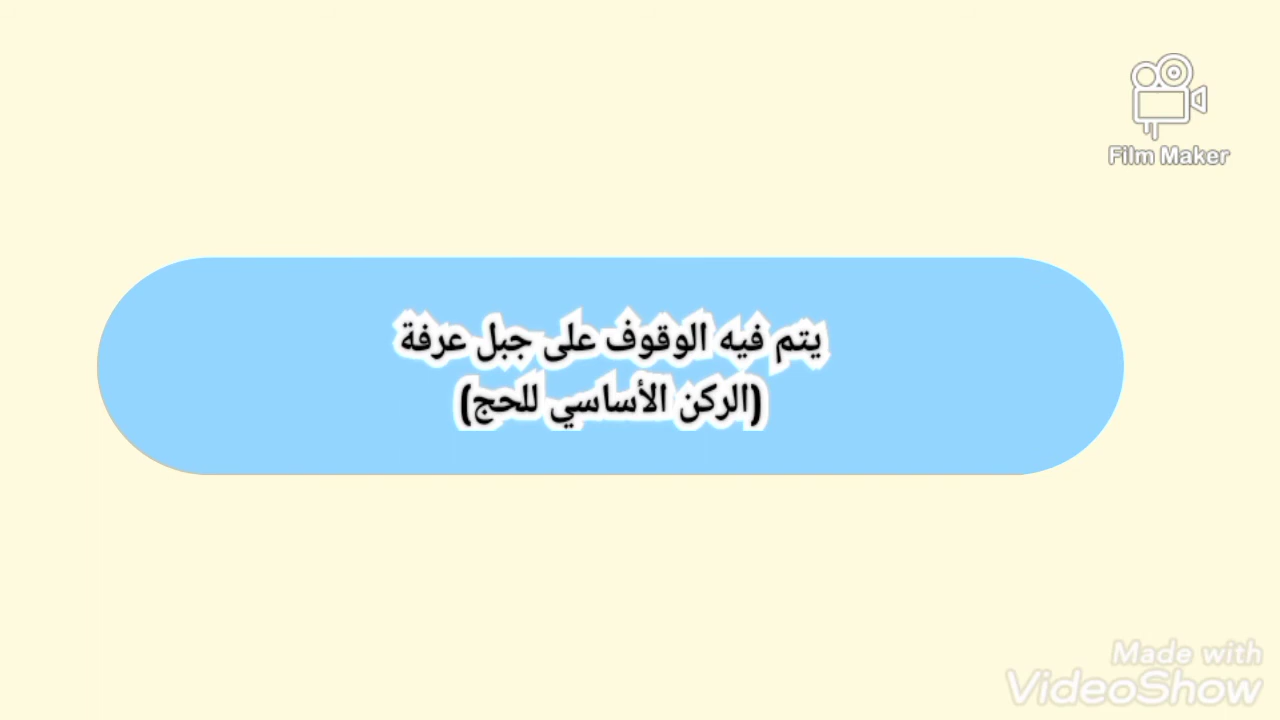 Film Maker
يتم فيه الوقوف على جبل عرفة
(الركن الأساسي للحج)
Made with
VideoShow